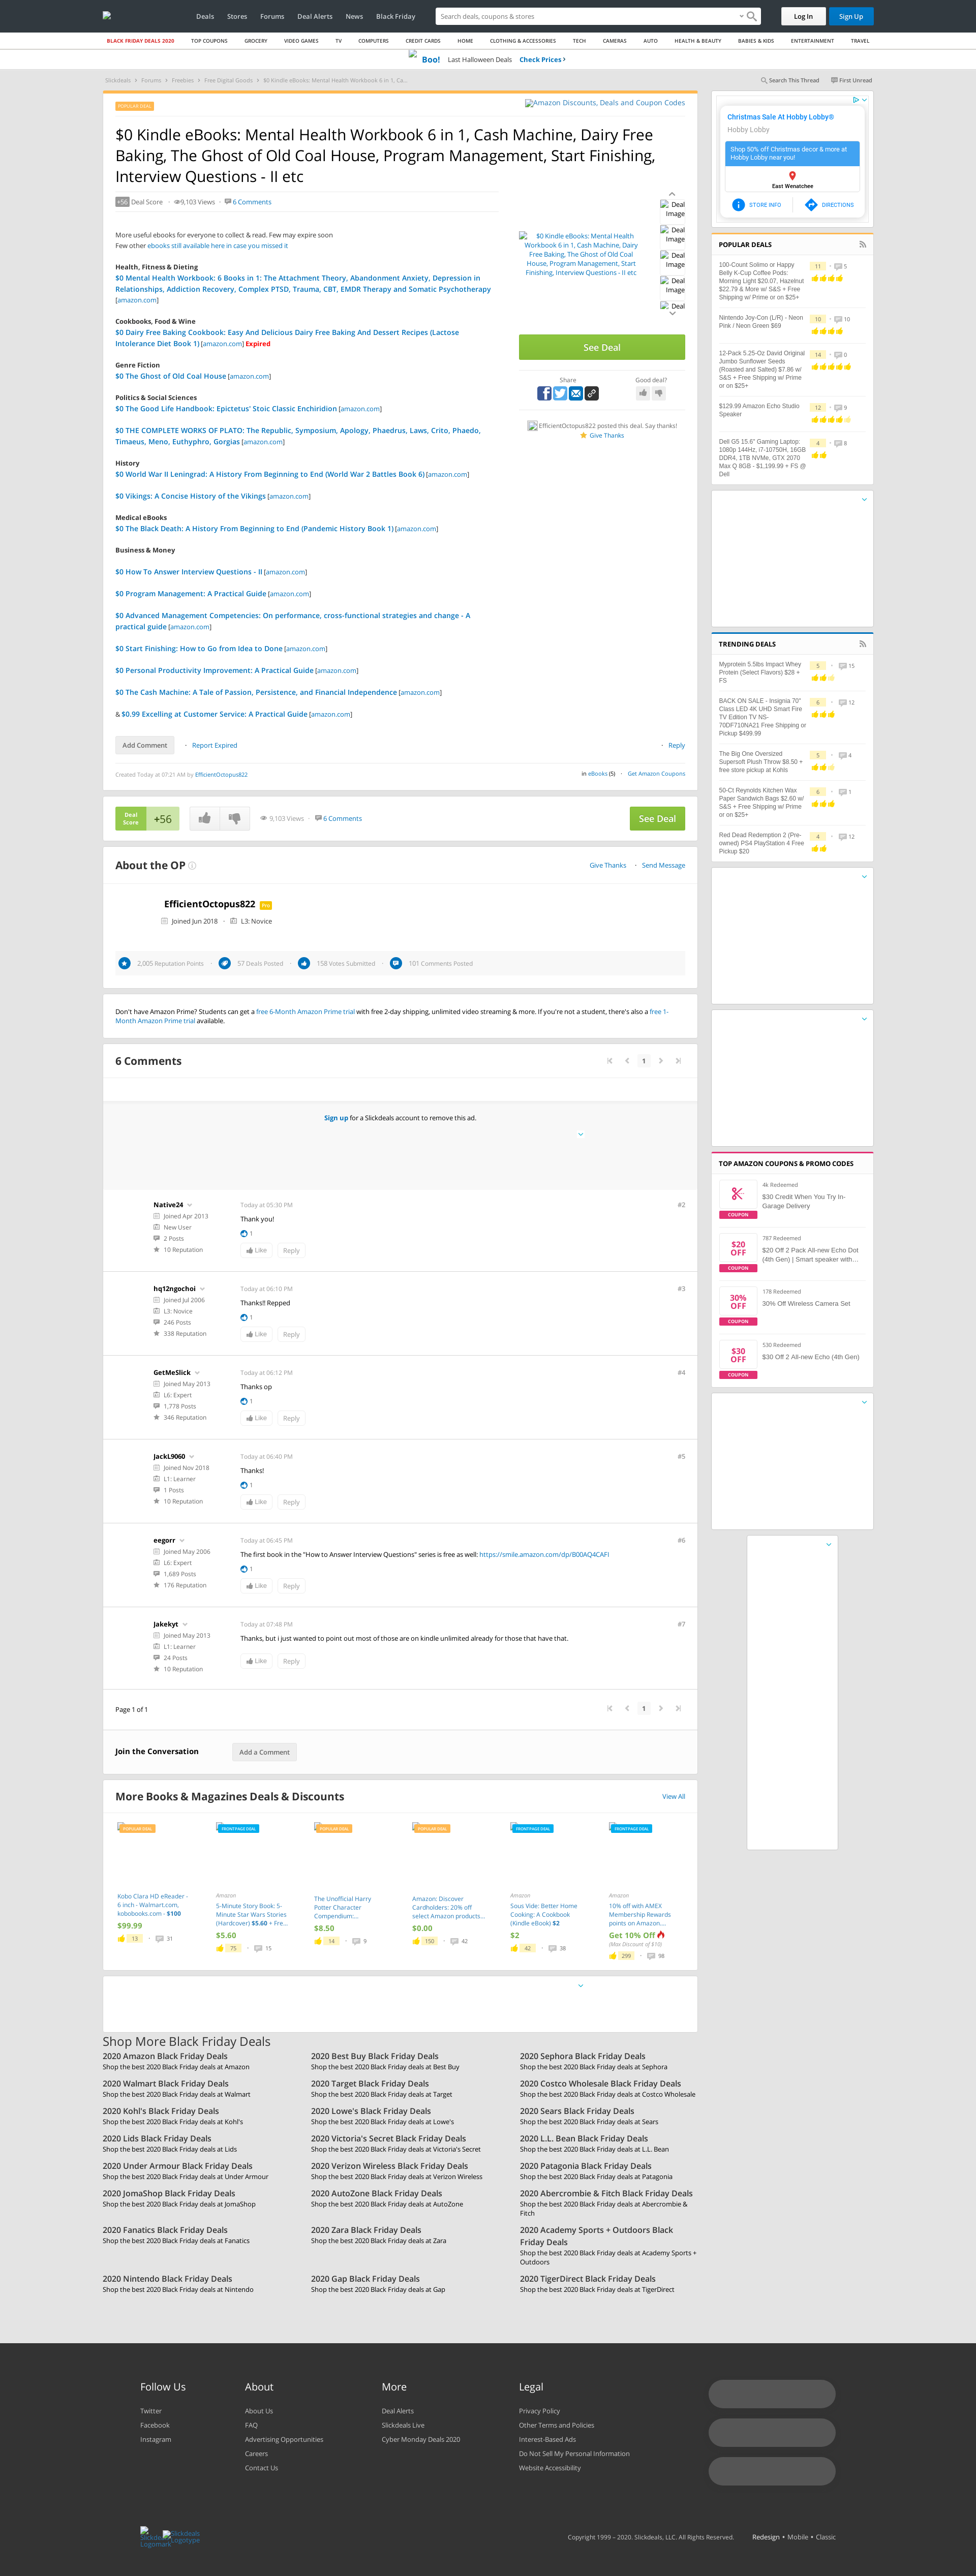 Deals Stores Forums Deal Alerts News Black Friday
Search deals, coupons & stores
Log In
Sign Up
BLACK FRIDAY DEALS 2020 TOP COUPONS GROCERY VIDEO GAMES TV COMPUTERS CREDIT CARDS HOME CLOTHING & ACCESSORIES TECH CAMERAS AUTO HEALTH & BEAUTY BABIES & KIDS ENTERTAINMENT TRAVEL
Boo! Last Halloween Deals Check Prices
Slickdeals Forums Freebies Free Digital Goods $0 Kindle eBooks: Mental Health Workbook 6 in 1, Ca...
Search This Thread
First Unread
POPULAR DEAL
Amazon Discounts, Deals and Coupon Codes
$0 Kindle eBooks: Mental Health Workbook 6 in 1, Cash Machine, Dairy Free
Baking, The Ghost of Old Coal House, Program Management, Start Finishing,
Interview Questions - II etc
+56 Deal Score 9,103 Views 6 Comments
More useful ebooks for everyone to collect & read. Few may expire soon
Few other ebooks still available here in case you missed it
Health, Fitness & Dieting
$0 Mental Health Workbook: 6 Books in 1: The Attachment Theory, Abandonment Anxiety, Depression in
Relationships, Addiction Recovery, Complex PTSD, Trauma, CBT, EMDR Therapy and Somatic Psychotherapy
[amazon.com]
Cookbooks, Food & Wine
$0 Dairy Free Baking Cookbook: Easy And Delicious Dairy Free Baking And Dessert Recipes (Lactose
Intolerance Diet Book 1) [amazon.com] Expired
Genre Fiction
$0 The Ghost of Old Coal House [amazon.com]
Politics & Social Sciences
$0 The Good Life Handbook: Epictetus' Stoic Classic Enchiridion [amazon.com]
$0 THE COMPLETE WORKS OF PLATO: The Republic, Symposium, Apology, Phaedrus, Laws, Crito, Phaedo,
Timaeus, Meno, Euthyphro, Gorgias [amazon.com]
History
$0 World War II Leningrad: A History From Beginning to End (World War 2 Battles Book 6) [amazon.com]
$0 Vikings: A Concise History of the Vikings [amazon.com]
Medical eBooks
$0 The Black Death: A History From Beginning to End (Pandemic History Book 1) [amazon.com]
Business & Money
$0 How To Answer Interview Questions - II [amazon.com]
$0 Program Management: A Practical Guide [amazon.com]
$0 Advanced Management Competencies: On performance, cross-functional strategies and change - A
practical guide [amazon.com]
$0 Start Finishing: How to Go from Idea to Done [amazon.com]
$0 Personal Productivity Improvement: A Practical Guide [amazon.com]
$0 The Cash Machine: A Tale of Passion, Persistence, and Financial Independence [amazon.com]
& $0.99 Excelling at Customer Service: A Practical Guide [amazon.com]
Add Comment Report Expired Reply
Created Today at 07:21 AM by EfficientOctopus822
in eBooks (5) Get Amazon Coupons
$0 Kindle eBooks: Mental Health
Workbook 6 in 1, Cash Machine, Dairy
Free Baking, The Ghost of Old Coal
House, Program Management, Start
Finishing, Interview Questions - II etc
Deal
Image
Deal
Image
Deal
Image
Deal
Image
Deal
See Deal
Share
Good deal?
EfficientOctopus822 posted this deal. Say thanks!
Give Thanks
Deal
Score
+56
9,103 Views 6 Comments
See Deal
About the OP
Give Thanks Send Message
EfficientOctopus822 Pro
Joined Jun 2018 L3: Novice
2,005 Reputation Points 57 Deals Posted 158 Votes Submitted 101 Comments Posted
Don't have Amazon Prime? Students can get a free 6-Month Amazon Prime trial with free 2-day shipping, unlimited video streaming & more. If you're not a student, there's also a free 1-
Month Amazon Prime trial available.
6 Comments
1
Sign up for a Slickdeals account to remove this ad.
Native24
Joined Apr 2013
New User
2 Posts
10 Reputation
Today at 05:30 PM
#2
Thank you!
1
Like Reply
hq12ngochoi
Joined Jul 2006
L3: Novice
246 Posts
338 Reputation
Today at 06:10 PM
#3
Thanks!! Repped
1
Like Reply
GetMeSlick
Joined May 2013
L6: Expert
1,778 Posts
346 Reputation
Today at 06:12 PM
#4
Thanks op
1
Like Reply
JackL9060
Joined Nov 2018
L1: Learner
1 Posts
10 Reputation
Today at 06:40 PM
#5
Thanks!
1
Like Reply
eegorr
Joined May 2006
L6: Expert
1,689 Posts
176 Reputation
Today at 06:45 PM
#6
The first book in the "How to Answer Interview Questions" series is free as well: https://smile.amazon.com/dp/B00AQ4CAFI
1
Like Reply
Jakekyt
Joined May 2013
L1: Learner
24 Posts
10 Reputation
Today at 07:48 PM
#7
Thanks, but i just wanted to point out most of those are on kindle unlimited already for those that have that.
Like Reply
Page 1 of 1
1
Join the Conversation
Add a Comment
More Books & Magazines Deals & Discounts
View All
POPULAR DEAL
Kobo Clara HD eReader -
6 inch - Walmart.com,
kobobooks.com - $100
$99.99
13 31
FRONTPAGE DEAL
Amazon
5-Minute Story Book: 5-
Minute Star Wars Stories
(Hardcover) $5.60 + Fre...
$5.60
75 15
POPULAR DEAL
The Unofficial Harry
Potter Character
Compendium:...
$8.50
14 9
POPULAR DEAL
Amazon: Discover
Cardholders: 20% off
select Amazon products...
$0.00
150 42
FRONTPAGE DEAL
Amazon
Sous Vide: Better Home
Cooking: A Cookbook
(Kindle eBook) $2
$2
42 38
FRONTPAGE DEAL
Amazon
10% off with AMEX
Membership Rewards
points on Amazon....
Get 10% Off
(Max Discount of $10)
299 98
Christmas Sale At Hobby Lobby®
Hobby Lobby
Shop 50% off Christmas decor & more at
Hobby Lobby near you!
East Wenatchee
STORE INFO
DIRECTIONS
POPULAR DEALS
100-Count Solimo or Happy
Belly K-Cup Coffee Pods:
Morning Light $20.07, Hazelnut
$22.79 & More w/ S&S + Free
Shipping w/ Prime or on $25+
11 5
Nintendo Joy-Con (L/R) - Neon
Pink / Neon Green $69
10 10
12-Pack 5.25-Oz David Original
Jumbo Sunflower Seeds
(Roasted and Salted) $7.86 w/
S&S + Free Shipping w/ Prime
or on $25+
14 0
$129.99 Amazon Echo Studio
Speaker
12 9
Dell G5 15.6" Gaming Laptop:
1080p 144Hz, i7-10750H, 16GB
DDR4, 1TB NVMe, GTX 2070
Max Q 8GB - $1,199.99 + FS @
Dell
4 8
TRENDING DEALS
Myprotein 5.5lbs Impact Whey
Protein (Select Flavors) $28 +
FS
5 15
BACK ON SALE - Insignia 70"
Class LED 4K UHD Smart Fire
TV Edition TV NS-
70DF710NA21 Free Shipping or
Pickup $499.99
6 12
The Big One Oversized
Supersoft Plush Throw $8.50 +
free store pickup at Kohls
5 4
50-Ct Reynolds Kitchen Wax
Paper Sandwich Bags $2.60 w/
S&S + Free Shipping w/ Prime
or on $25+
6 1
Red Dead Redemption 2 (Pre-
owned) PS4 PlayStation 4 Free
Pickup $20
4 12
TOP AMAZON COUPONS & PROMO CODES
COUPON
4k Redeemed
$30 Credit When You Try In-
Garage Delivery
$20
OFF
COUPON
787 Redeemed
$20 Off 2 Pack All-new Echo Dot
(4th Gen) | Smart speaker with...
30%
OFF
COUPON
178 Redeemed
30% Off Wireless Camera Set
$30
OFF
COUPON
530 Redeemed
$30 Off 2 All-new Echo (4th Gen)
Shop More Black Friday Deals
2020 Amazon Black Friday Deals
Shop the best 2020 Black Friday deals at Amazon
2020 Best Buy Black Friday Deals
Shop the best 2020 Black Friday deals at Best Buy
2020 Sephora Black Friday Deals
Shop the best 2020 Black Friday deals at Sephora
2020 Walmart Black Friday Deals
Shop the best 2020 Black Friday deals at Walmart
2020 Target Black Friday Deals
Shop the best 2020 Black Friday deals at Target
2020 Costco Wholesale Black Friday Deals
Shop the best 2020 Black Friday deals at Costco Wholesale
2020 Kohl's Black Friday Deals
Shop the best 2020 Black Friday deals at Kohl's
2020 Lowe's Black Friday Deals
Shop the best 2020 Black Friday deals at Lowe's
2020 Sears Black Friday Deals
Shop the best 2020 Black Friday deals at Sears
2020 Lids Black Friday Deals
Shop the best 2020 Black Friday deals at Lids
2020 Victoria's Secret Black Friday Deals
Shop the best 2020 Black Friday deals at Victoria's Secret
2020 L.L. Bean Black Friday Deals
Shop the best 2020 Black Friday deals at L.L. Bean
2020 Under Armour Black Friday Deals
Shop the best 2020 Black Friday deals at Under Armour
2020 Verizon Wireless Black Friday Deals
Shop the best 2020 Black Friday deals at Verizon Wireless
2020 Patagonia Black Friday Deals
Shop the best 2020 Black Friday deals at Patagonia
2020 JomaShop Black Friday Deals
Shop the best 2020 Black Friday deals at JomaShop
2020 AutoZone Black Friday Deals
Shop the best 2020 Black Friday deals at AutoZone
2020 Abercrombie & Fitch Black Friday Deals
Shop the best 2020 Black Friday deals at Abercrombie &
Fitch
2020 Fanatics Black Friday Deals
Shop the best 2020 Black Friday deals at Fanatics
2020 Zara Black Friday Deals
Shop the best 2020 Black Friday deals at Zara
2020 Academy Sports + Outdoors Black
Friday Deals
Shop the best 2020 Black Friday deals at Academy Sports +
Outdoors
2020 Nintendo Black Friday Deals
Shop the best 2020 Black Friday deals at Nintendo
2020 Gap Black Friday Deals
Shop the best 2020 Black Friday deals at Gap
2020 TigerDirect Black Friday Deals
Shop the best 2020 Black Friday deals at TigerDirect
Follow Us
Twitter
Facebook
Instagram
About
About Us
FAQ
Advertising Opportunities
Careers
Contact Us
More
Deal Alerts
Slickdeals Live
Cyber Monday Deals 2020
Legal
Privacy Policy
Other Terms and Policies
Interest-Based Ads
Do Not Sell My Personal Information
Website Accessibility
Slickdeals
Logomark
Slickdeals
Logotype
Copyright 1999 - 2020. Slickdeals, LLC. All Rights Reserved. Redesign • Mobile • Classic